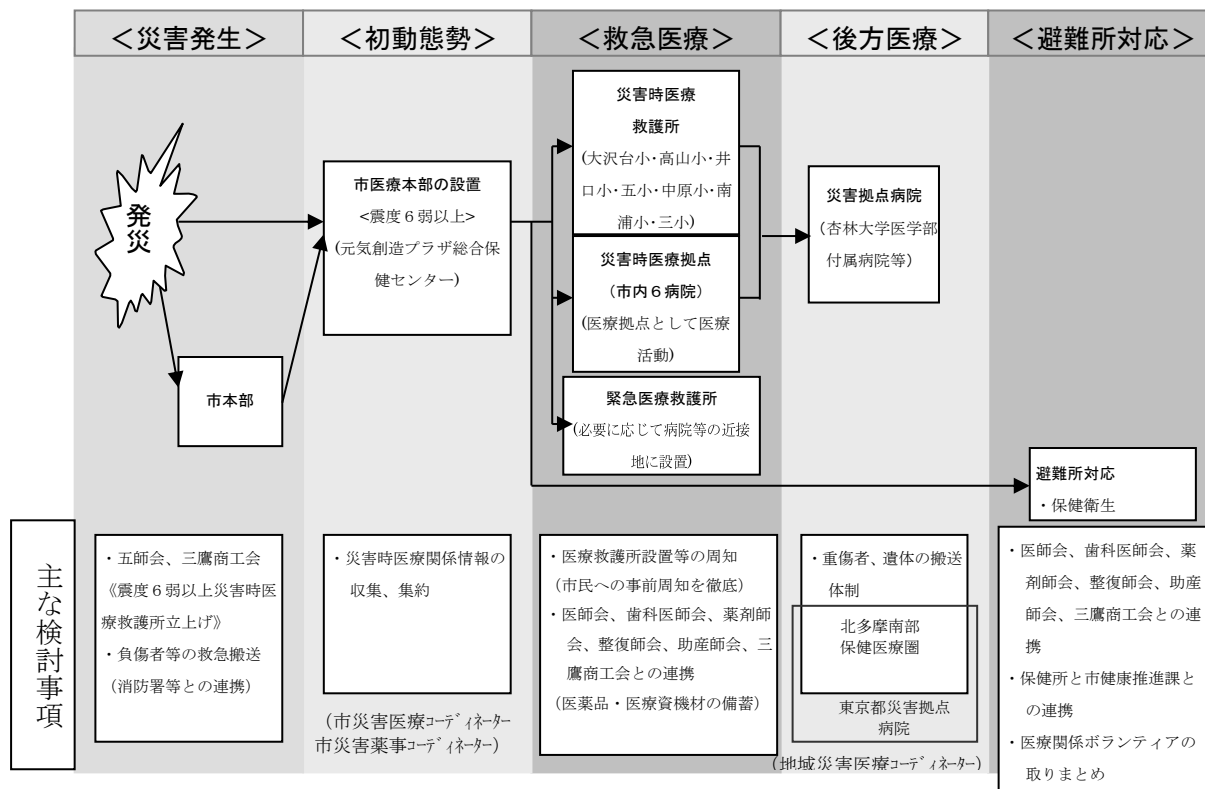 ＜災害発生＞
＜初動態勢＞
＜救急医療＞
＜後方医療＞
＜避難所対応＞
発災
市本部
市医療本部の設置
<震度６弱以上>
(元気創造プラザ総合保
健センター)
災害時医療
救護所
(大沢台小・高山小・井
口小・五小・中原小・南
浦小・三小)
災害時医療拠点
（市内６病院）
(医療拠点として医療
活動)
緊急医療救護所
(必要に応じて病院等の近接
地に設置)
災害拠点病院
(杏林大学医学部
付属病院等)
避難所対応
・保健衛生
主な検討事項
・五師会、三鷹商工会
《震度６弱以上災害時医
療救護所立上げ》
・負傷者等の救急搬送
（消防署等との連携）
・災害時医療関係情報の
収集、集約
（市災害医療ｺｰﾃﾞｨﾈｰﾀｰ
市災害薬事ｺｰﾃﾞｨﾈｰﾀｰ）
・医療救護所設置等の周知
（市民への事前周知を徹底）
・医師会、歯科医師会、薬剤師
会、整復師会、助産師会、三
鷹商工会との連携
（医薬品・医療資機材の備蓄）
・重傷者、遺体の搬送
体制
北多摩南部
保健医療圏
東京都災害拠点
病院
（地域災害医療ｺｰﾃﾞｨﾈｰﾀｰ）
・医師会、歯科医師会、薬
剤師会、整復師会、助産
師会、三鷹商工会との連
携
・保健所と市健康推進課と
の連携
・医療関係ボランティアの
取りまとめ